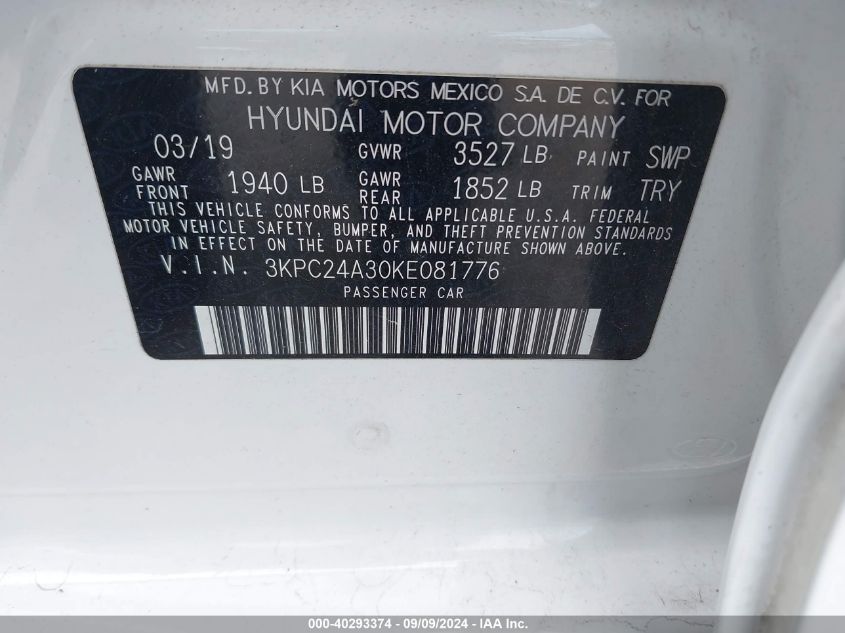 MFD. BY KIA MOTORS MEXICO S.A. DE C.V. FOR
HYUNDAI MOTOR COMPANY
03/19 GVWR 3527 LB PAINT SWP
GAWR FRONT 1940 LB GAWR REAR 1852 LB TRIM TRY
THIS VEHICLE CONFORMS TO ALL APPLICABLE U.S.A. FEDERAL
MOTOR VEHICLE SAFETY, BUMPER, AND THEFT PREVENTION STANDARDS
IN EFFECT ON THE DATE OF MANUFACTURE SHOWN ABOVE.
V.I.N. 3KPC24A30KE081776
PASSENGER CAR
000-40293374 - 09/09/2024 - IAA Inc.